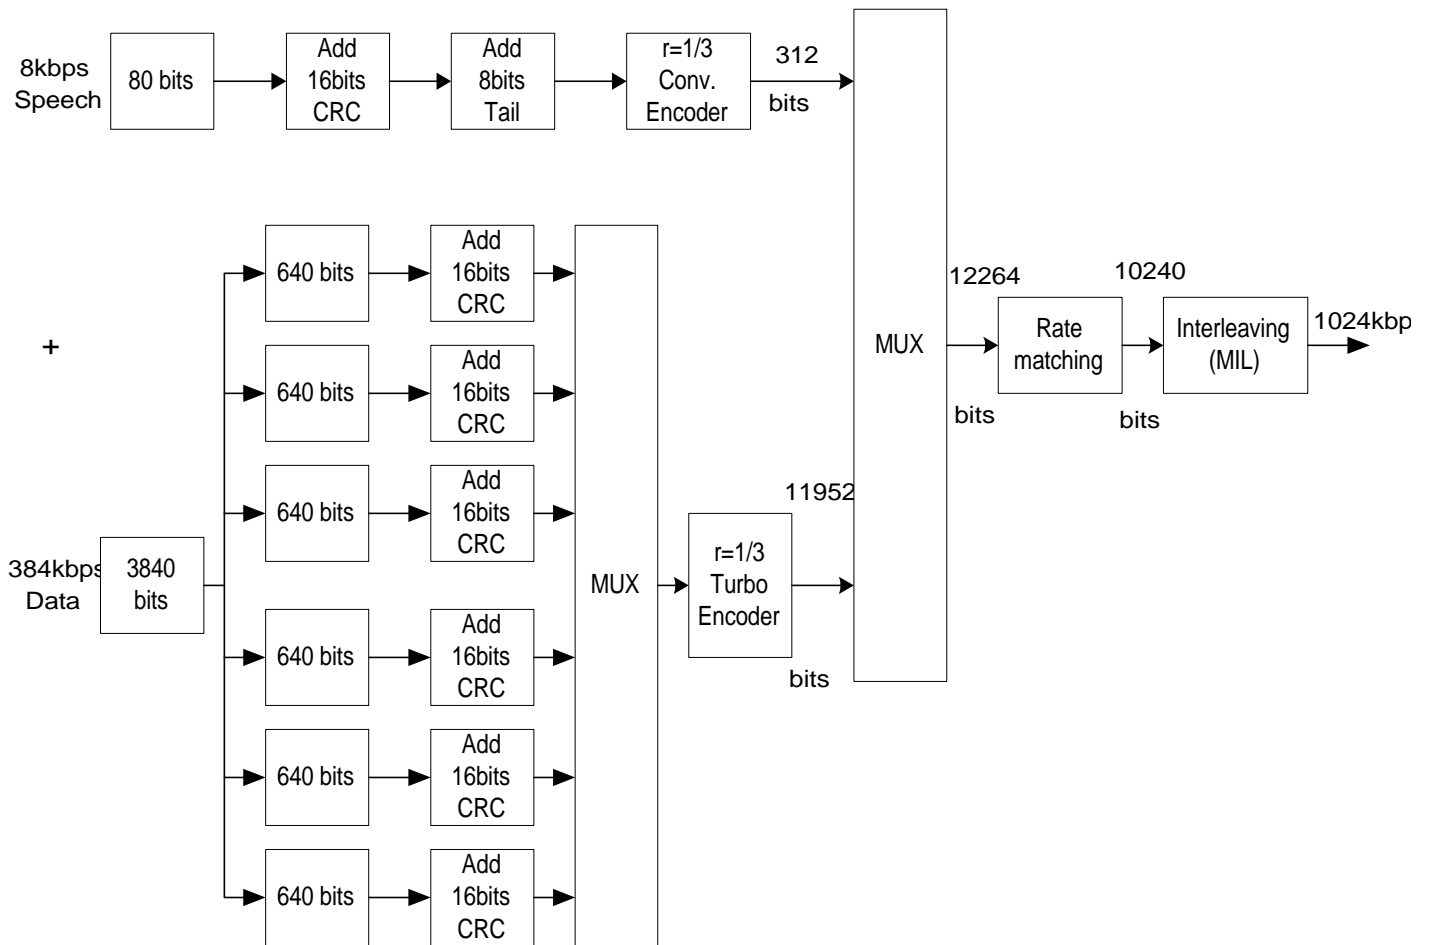 8kbps
Speech
80 bits
Add
16bits
CRC
Add
8bits
Tail
r=1/3
Conv.
Encoder
312
bits
+
384kbps
Data
3840
bits
640 bits
Add
16bits
CRC
640 bits
Add
16bits
CRC
640 bits
Add
16bits
CRC
640 bits
Add
16bits
CRC
640 bits
Add
16bits
CRC
640 bits
Add
16bits
CRC
MUX
r=1/3
Turbo
Encoder
11952
bits
MUX
12264
bits
Rate
matching
10240
bits
Interleaving
(MIL)
1024kbp